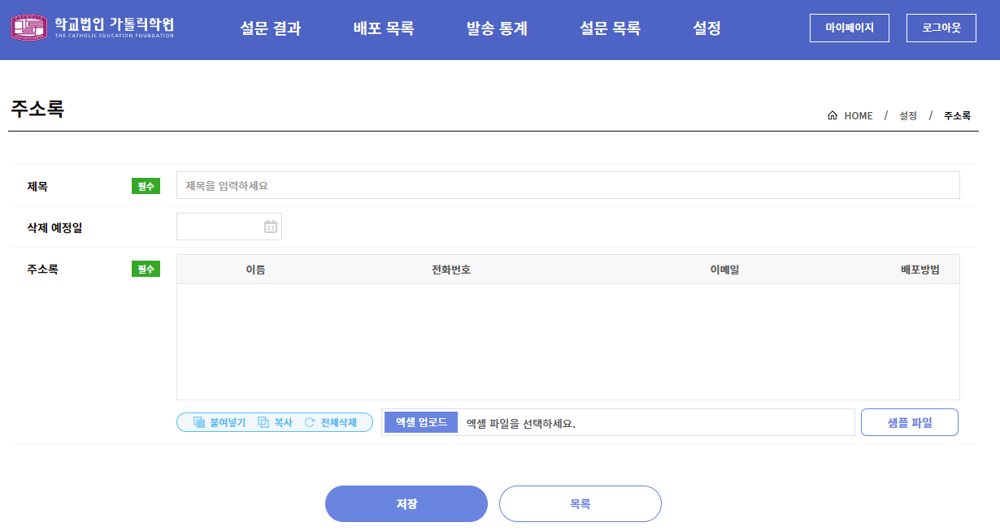 학교법인 가톨릭학원
THE CATHOLIC EDUCATION FOUNDATION
설문 결과 배포 목록 발송 통계 설문 목록 설정 마이페이지 로그아웃
주소록
HOME / 설정 / 주소록
제목 필수 제목을 입력하세요
삭제 예정일
주소록 필수 이름 전화번호 이메일 배포방법
붙여넣기 복사 전체삭제 엑셀 업로드 엑셀 파일을 선택하세요. 샘플 파일
저장 목록